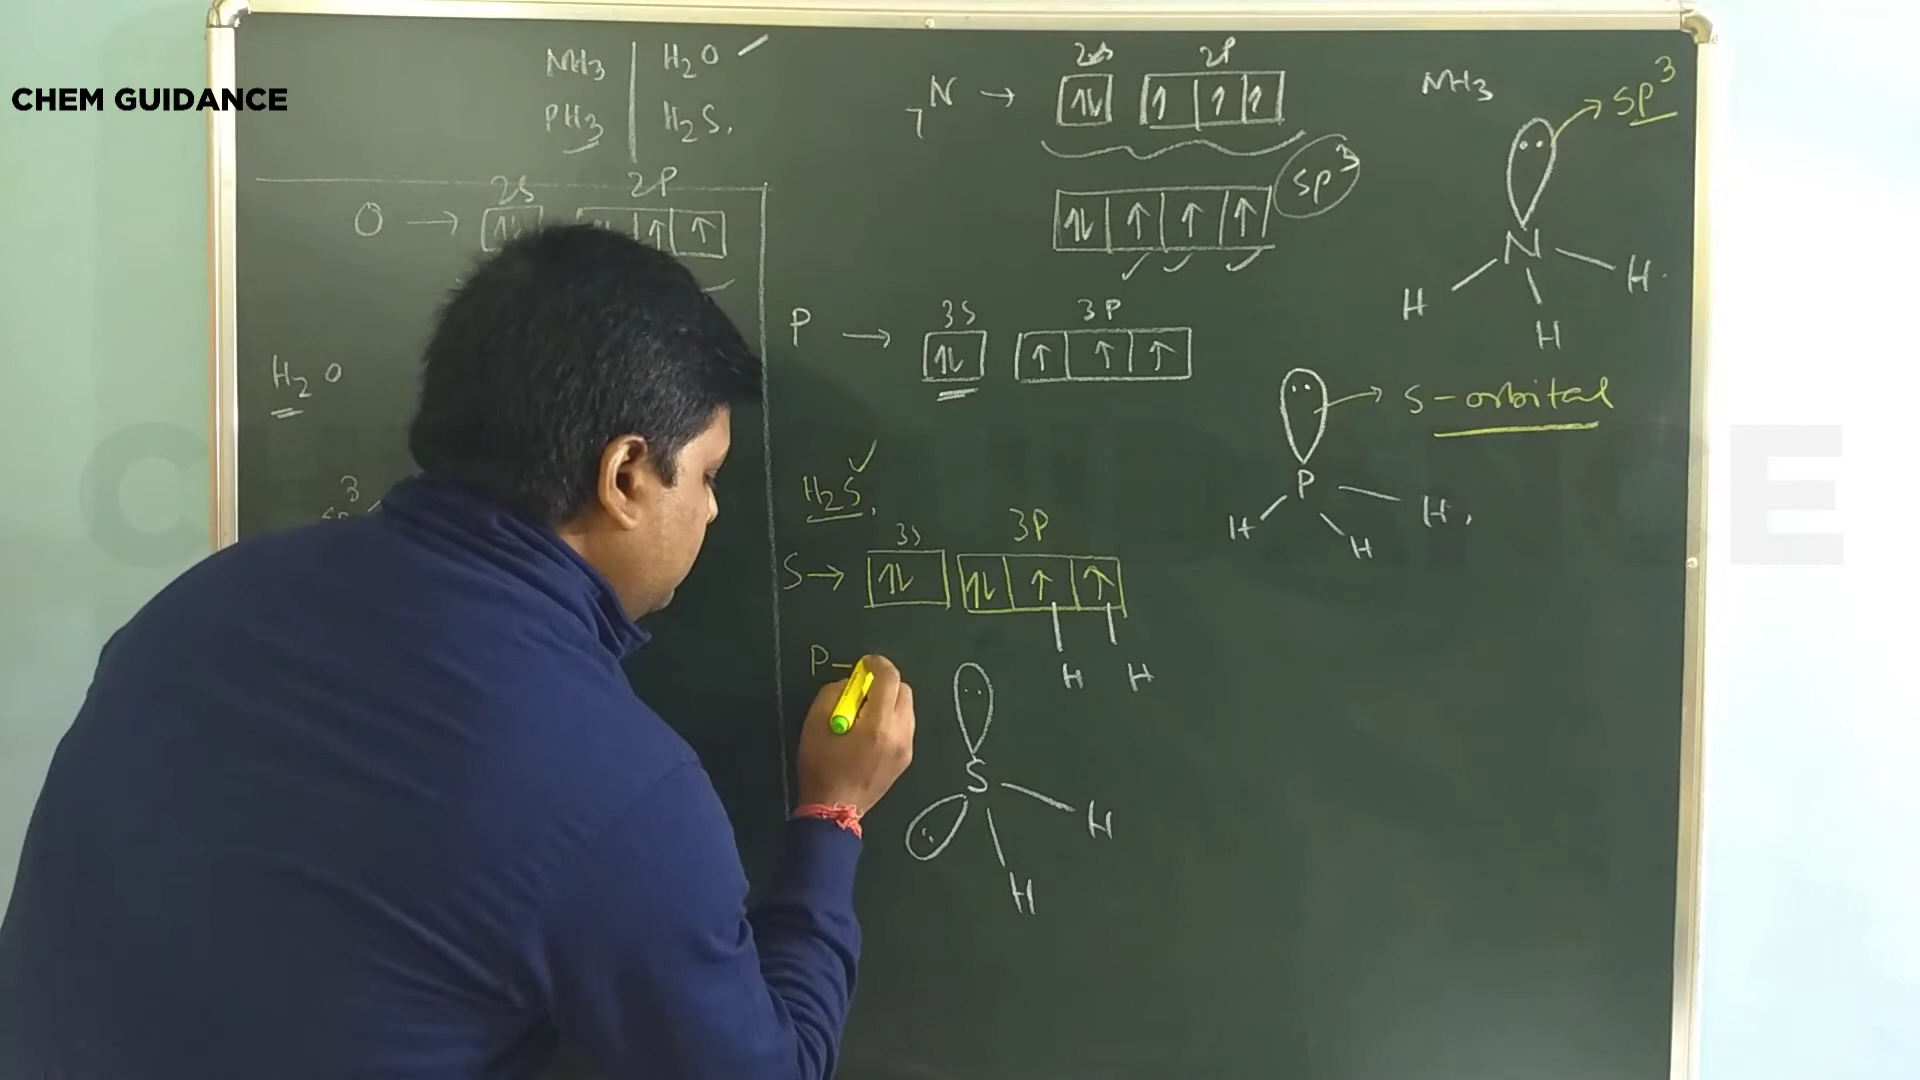 CHEM GUIDANCE
NH3 H2O
PH3 H2S.
O → 2S 2P
H2O
3
7N → 2s 2P
sp3
P → 3S 3P
H2S.
3s 3P
S →
H H
P –
S
H
H
NH3
→ sp3
N
H H
H
→ s-orbital
P
H H.
H